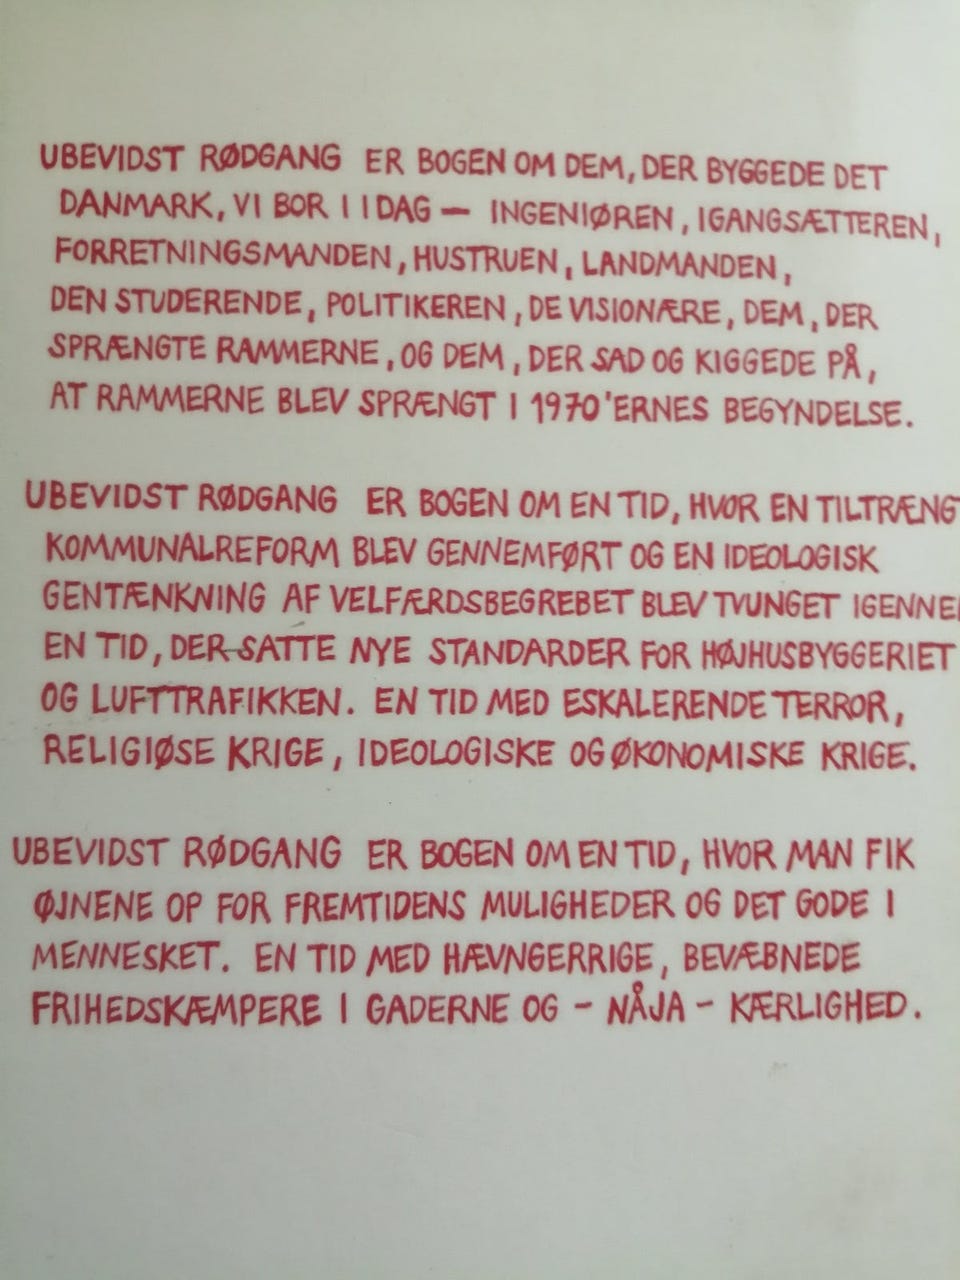 UBEVIDST RØDGANG ER BOGEN OM DEM, DER BYGGEDE DET
DANMARK, VI BOR I I DAG — INGENIØREN, IGANGSÆTTEREN,
FORRETNINGSMANDEN, HUSTRUEN, LANDMANDEN,
DEN STUDERENDE, POLITIKEREN, DE VISIONÆRE, DEM, DER
SPRÆNGTE RAMMERNE, OG DEM, DER SAD OG KIGGEDE PÅ,
AT RAMMERNE BLEV SPRÆNGT I 1970'ERNES BEGYNDELSE.
UBEVIDST RØDGANG ER BOGEN OM EN TID, HVOR EN TILTRÆNGT
KOMMUNALREFORM BLEV GENNEMFØRT OG EN IDEOLOGISK
GENTÆNKNING AF VELFÆRDSBEGREBET BLEV TVUNGET IGENNE
EN TID, DER SATTE NYE STANDARDER FOR HØJHUSBYGGERIET
OG LUFTTRAFIKKEN. EN TID MED ESKALERENDE TERROR,
RELIGIØSE KRIGE, IDEOLOGISKE OG ØKONOMISKE KRIGE.
UBEVIDST RØDGANG ER BOGEN OM EN TID, HVOR MAN FIK
ØJNENE OP FOR FREMTIDENS MULIGHEDER OG DET GODE I
MENNESKET. EN TID MED HÆVNGERRIGE, BEVÆBNEDE
FRIHEDSKÆMPERE I GADERNE OG – NÅJA – KÆRLIGHED.